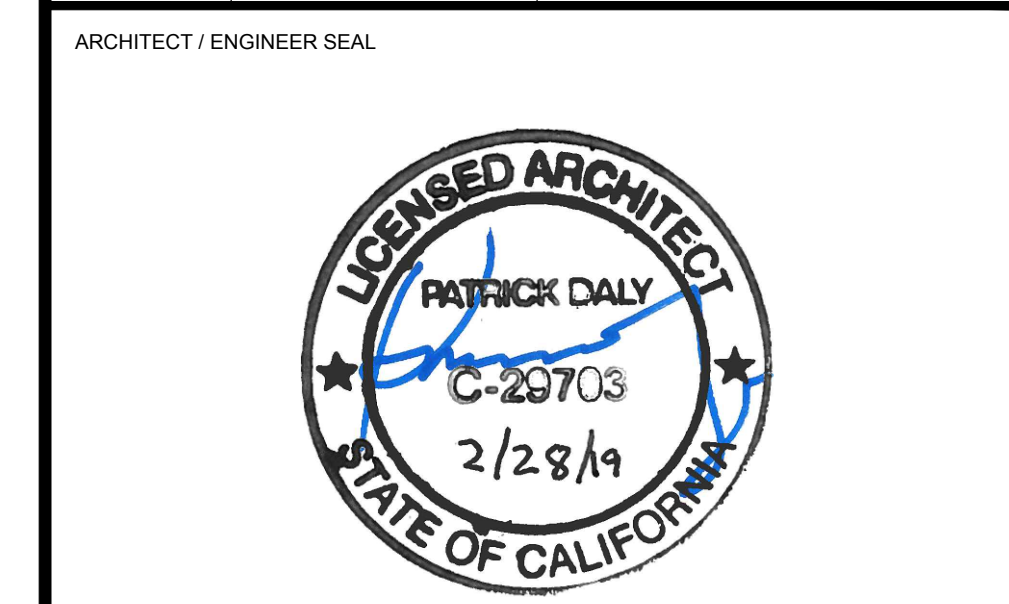 ARCHITECT / ENGINEER SEAL
LICENSED ARCHITECT
PATRICK DALY
C-29703
2/28/19
STATE OF CALIFORNIA